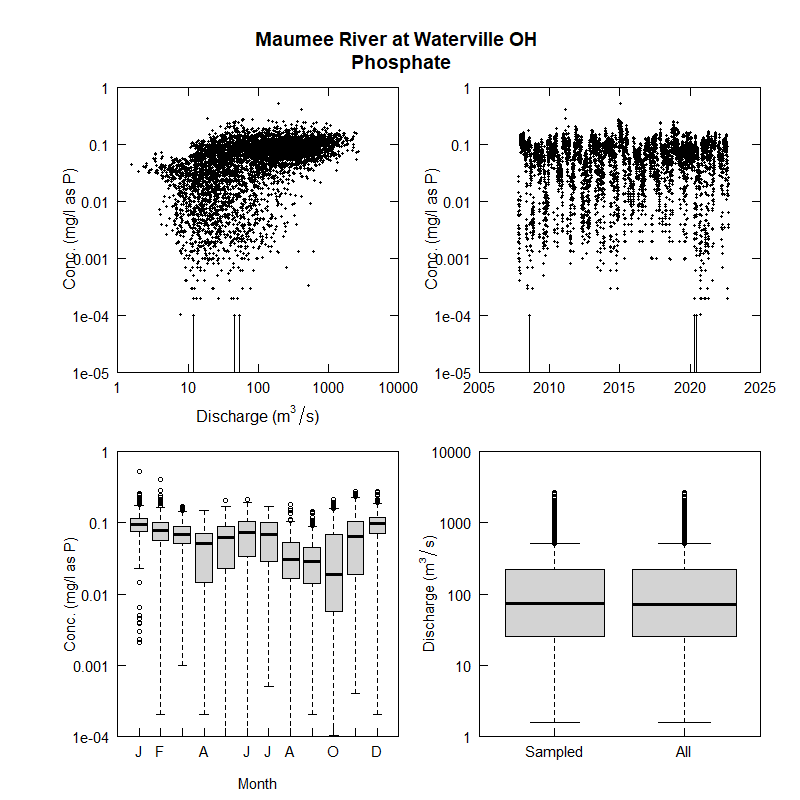 Maumee River at Waterville OH
Phosphate
1
0.1
0.01
0.001
1e-04
1e-05
Conc. (mg/l as P)
1 10 100 1000 10000
Discharge (m³/s)
1
0.1
0.01
0.001
1e-04
1e-05
Conc. (mg/l as P)
2005 2010 2015 2020 2025
1
0.1
0.01
0.001
1e-04
Conc. (mg/l as P)
J F A J J A O D
Month
10000
1000
100
10
1
Discharge (m³/s)
Sampled All